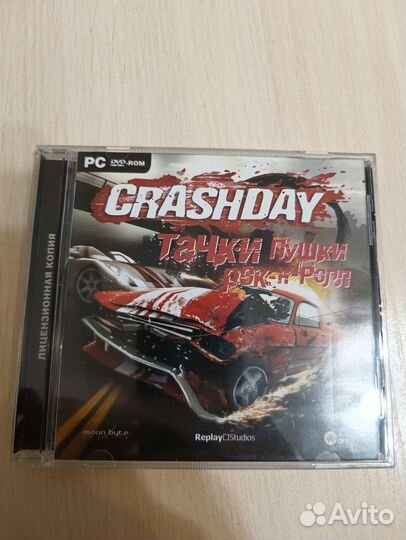 PC DVD-ROM
CRASHDAY
Тачки Пушки
рок-н-Ролл
ЛИЦЕНЗИОННАЯ КОПИЯ
moon byte
Replay Studios
Avito